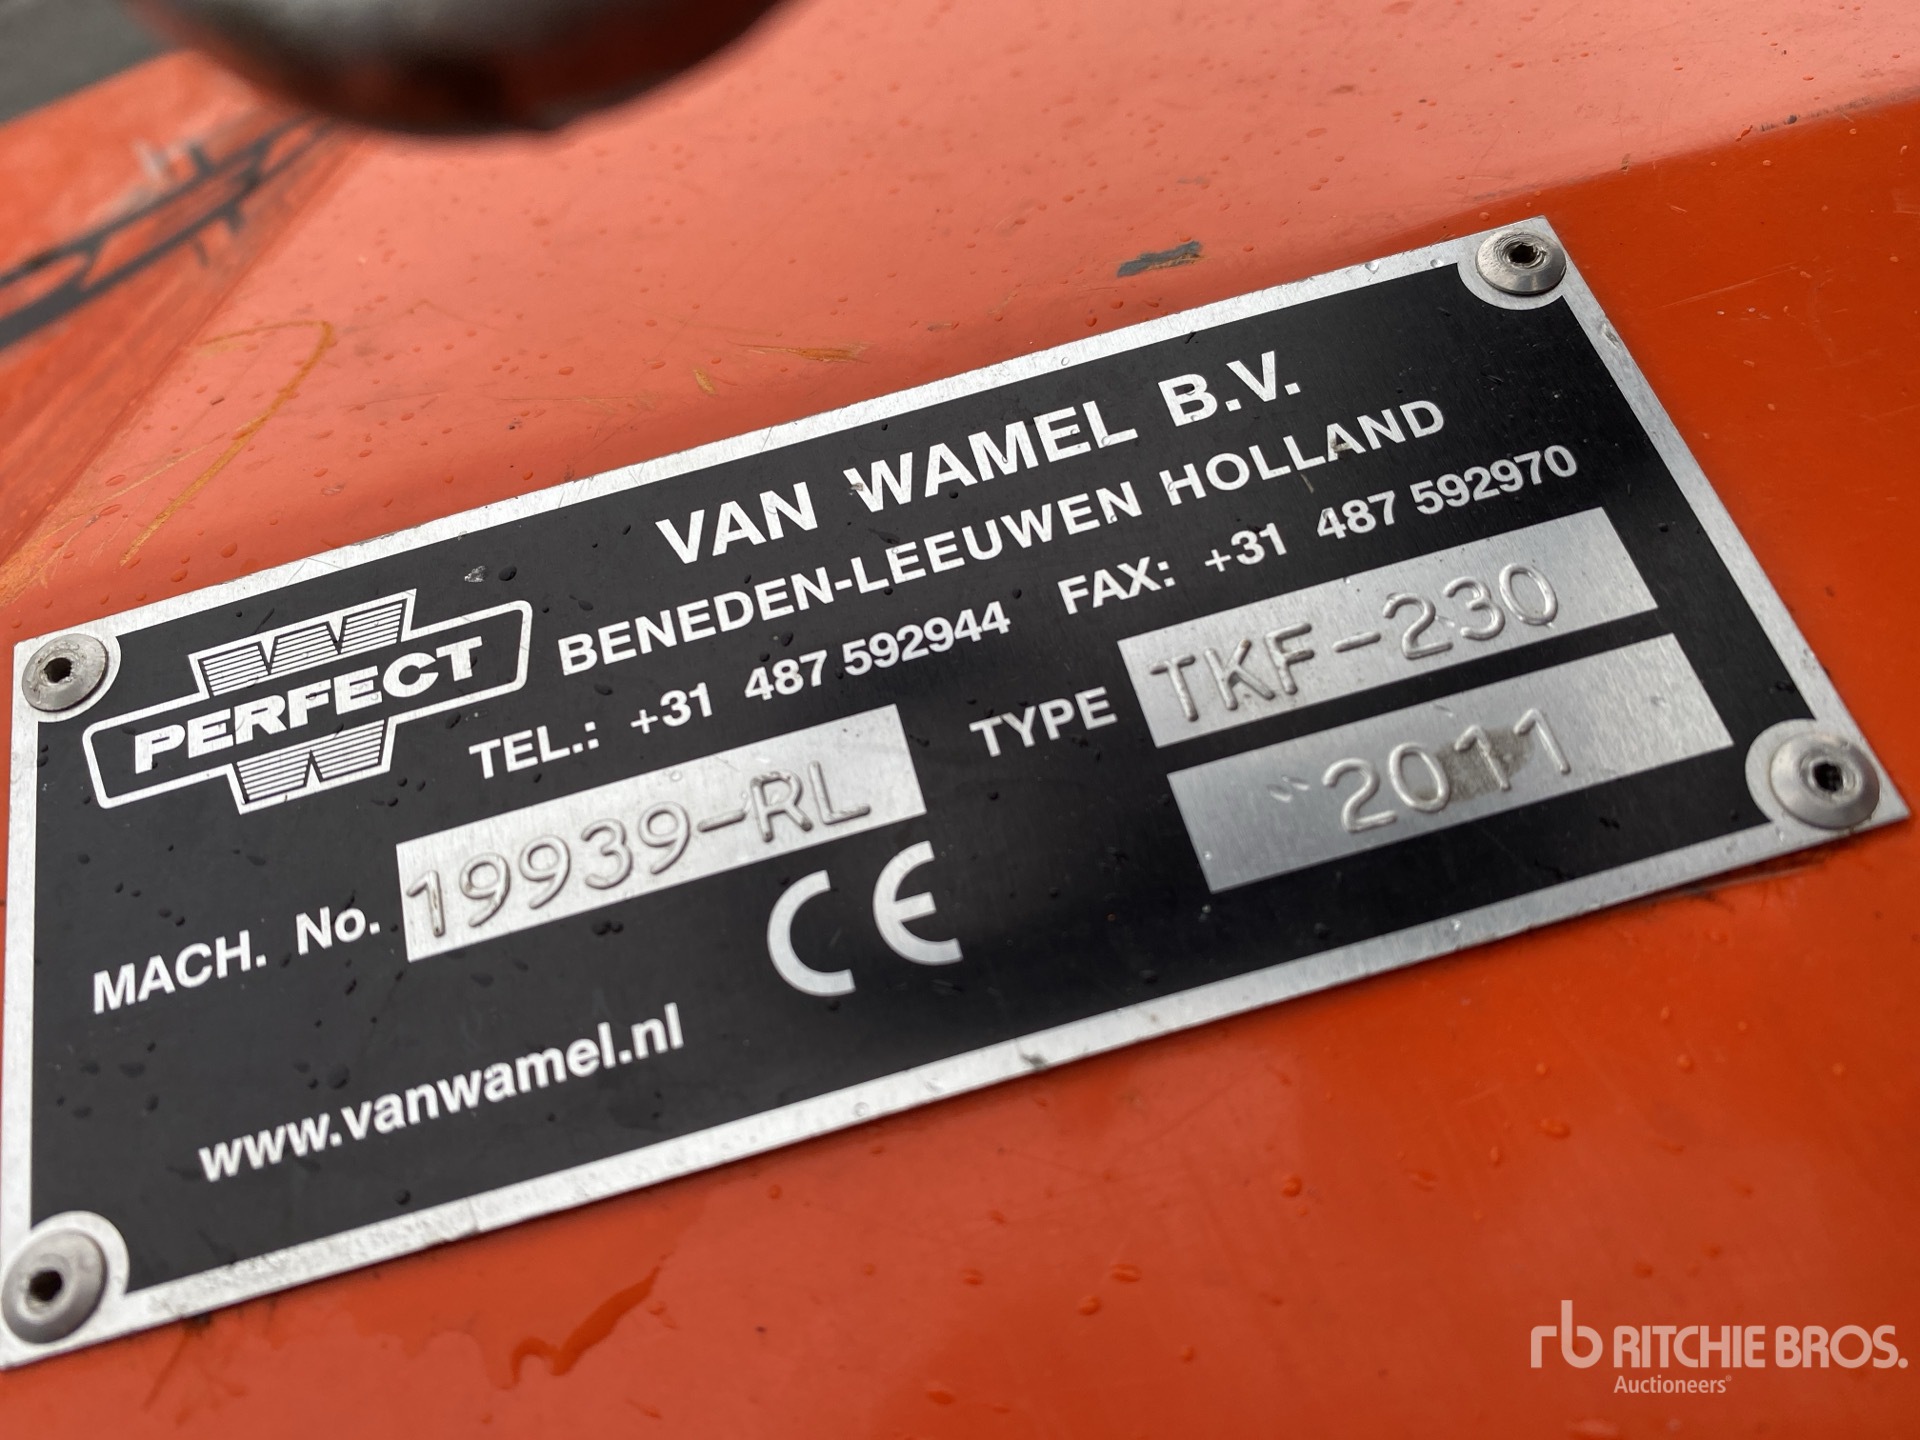 VAN WAMEL B.V.
BENEDEN-LEEUWEN HOLLAND
PERFECT
W
W
TEL.: +31 487 592944 FAX: +31 487 592970
MACH. No. 19939-RL TYPE TKF-230
2011
CE
www.vanwamel.nl
rb RITCHIE BROS.
Auctioneers